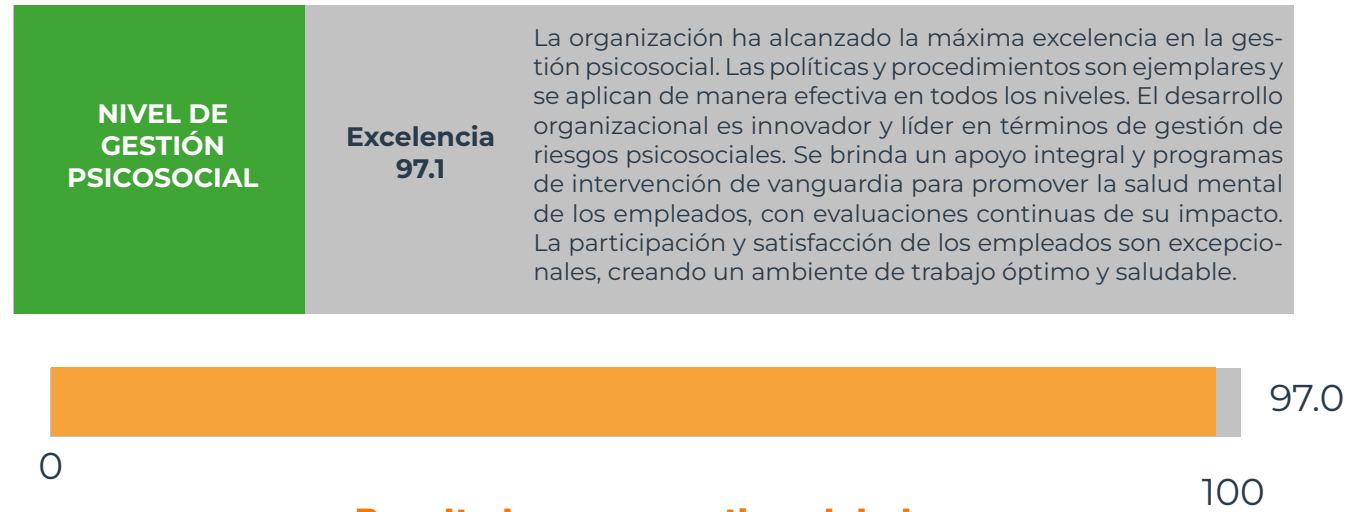 NIVEL DE
GESTIÓN
PSICOSOCIAL
Excelencia
97.1
La organización ha alcanzado la máxima excelencia en la ges-
tión psicosocial. Las políticas y procedimientos son ejemplares y
se aplican de manera efectiva en todos los niveles. El desarrollo
organizacional es innovador y líder en términos de gestión de
riesgos psicosociales. Se brinda un apoyo integral y programas
de intervención de vanguardia para promover la salud mental
de los empleados, con evaluaciones continuas de su impacto.
La participación y satisfacción de los empleados son excepcio-
nales, creando un ambiente de trabajo óptimo y saludable.
97.0
0
100